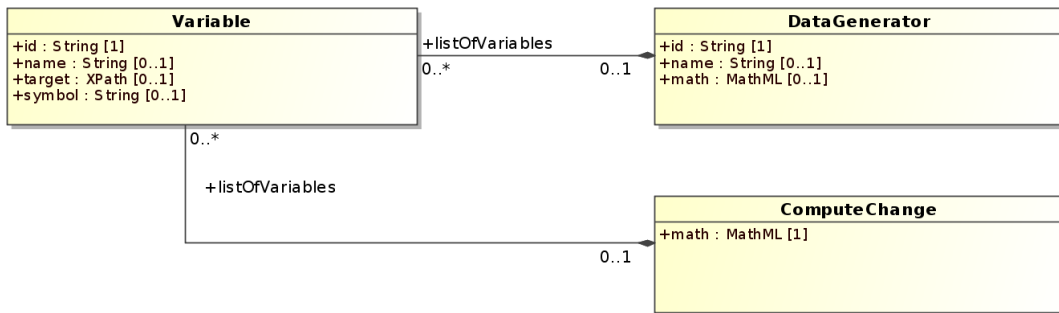 Variable
+id : String [1]
+name : String [0..1]
+target : XPath [0..1]
+symbol : String [0..1]
+listOfVariables
0..*
0..1
DataGenerator
+id : String [1]
+name : String [0..1]
+math : MathML [0..1]
0..*
+listOfVariables
0..1
ComputeChange
+math : MathML [1]